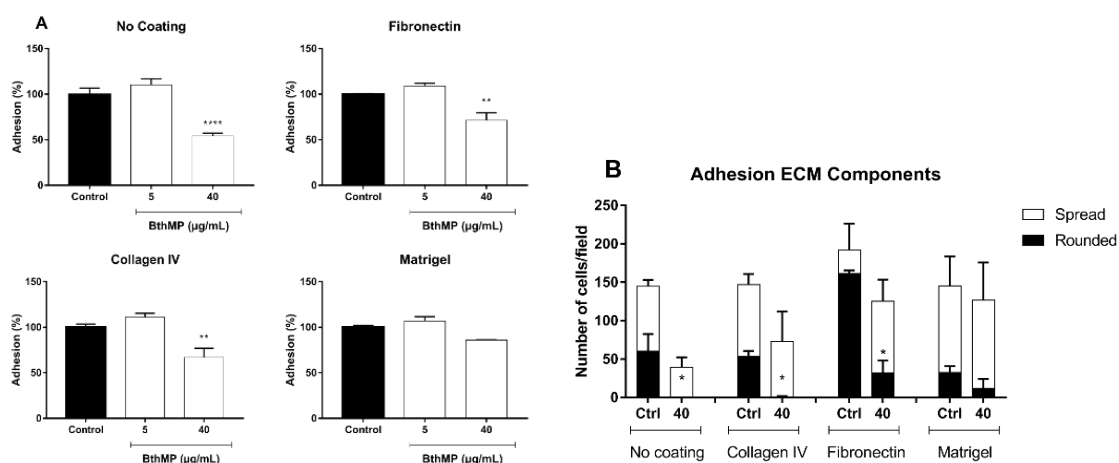 A
No Coating
Adhesion (%)
150
100
50
0
****
Control
5
40
BthMP (µg/mL)
Fibronectin
Adhesion (%)
150
100
50
0
**
Control
5
40
BthMP (µg/mL)
Collagen IV
Adhesion (%)
150
100
50
0
**
Control
5
40
BthMP (µg/mL)
Matrigel
Adhesion (%)
150
100
50
0
Control
5
40
BthMP (µg/mL)
B
Adhesion ECM Components
Number of cells/field
250
200
150
100
50
0
Spread
Rounded
*
*
*
Ctrl 40 Ctrl 40 Ctrl 40 Ctrl 40
No coating Collagen IV Fibronectin Matrigel